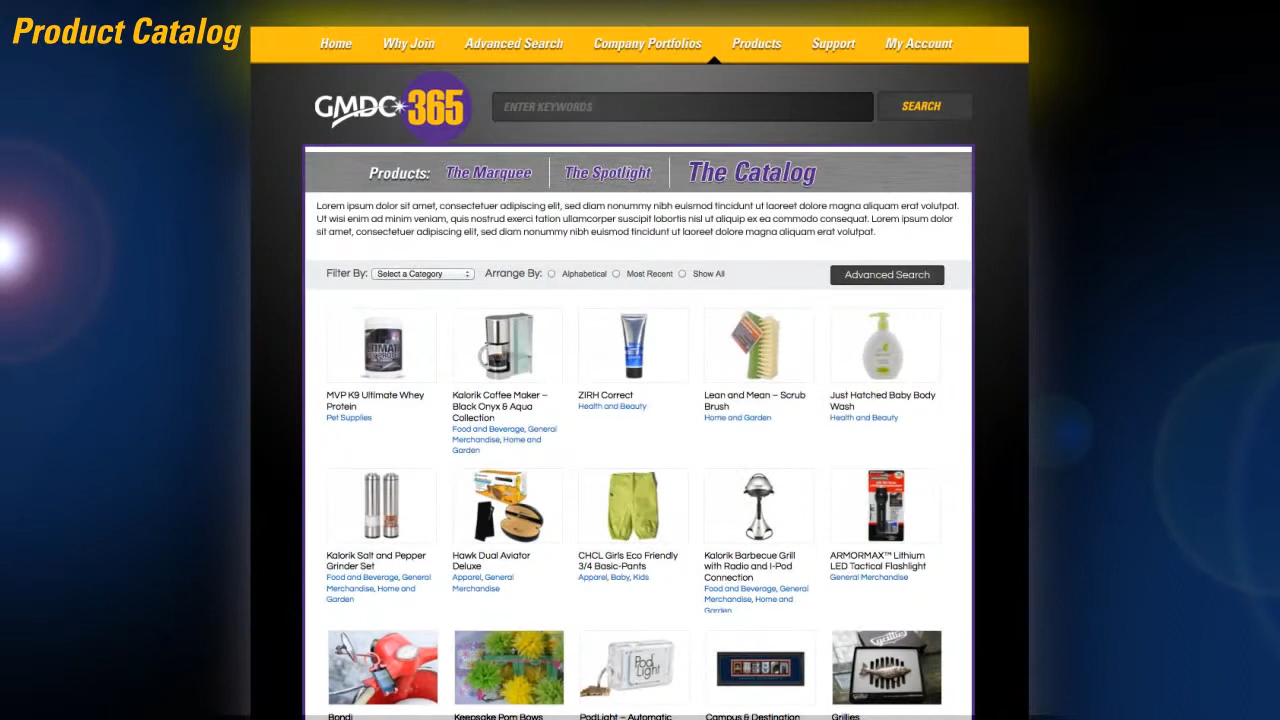 Product Catalog
Home Why Join Advanced Search Company Portfolios Products Support My Account
GMDC 365 ENTER KEYWORDS SEARCH
Products: The Marquee The Spotlight The Catalog
Lorem ipsum dolor sit amet, consectetuer adipiscing elit, sed diam nonummy nibh euismod tincidunt ut laoreet dolore magna aliquam erat volutpat.
Ut wisi enim ad minim veniam, quis nostrud exerci tation ullamcorper suscipit lobortis nisl ut aliquip ex ea commodo consequat. Lorem ipsum dolor
sit amet, consectetuer adipiscing elit, sed diam nonummy nibh euismod tincidunt ut laoreet dolore magna aliquam erat volutpat.
Filter By: Select a Category Arrange By: Alphabetical Most Recent Show All Advanced Search
MVP K9 Ultimate Whey
Protein
Pet Supplies
Kalorik Coffee Maker –
Black Onyx & Aqua
Collection
Food and Beverage, General
Merchandise, Home and
Garden
ZIRH Correct
Health and Beauty
Lean and Mean – Scrub
Brush
Home and Garden
Just Hatched Baby Body
Wash
Health and Beauty
Kalorik Salt and Pepper
Grinder Set
Food and Beverage, General
Merchandise, Home and
Garden
Hawk Dual Aviator
Deluxe
Apparel, General
Merchandise
CHCL Girls Eco Friendly
3/4 Basic-Pants
Apparel, Baby, Kids
Kalorik Barbecue Grill
with Radio and I-Pod
Connection
Food and Beverage, General
Merchandise, Home and
Garden
ARMORMAX™ Lithium
LED Tactical Flashlight
General Merchandise
Pod
Light
Bondi
Keepsake Pom Bows
PodLight – Automatic
Campus & Destination
Grillies